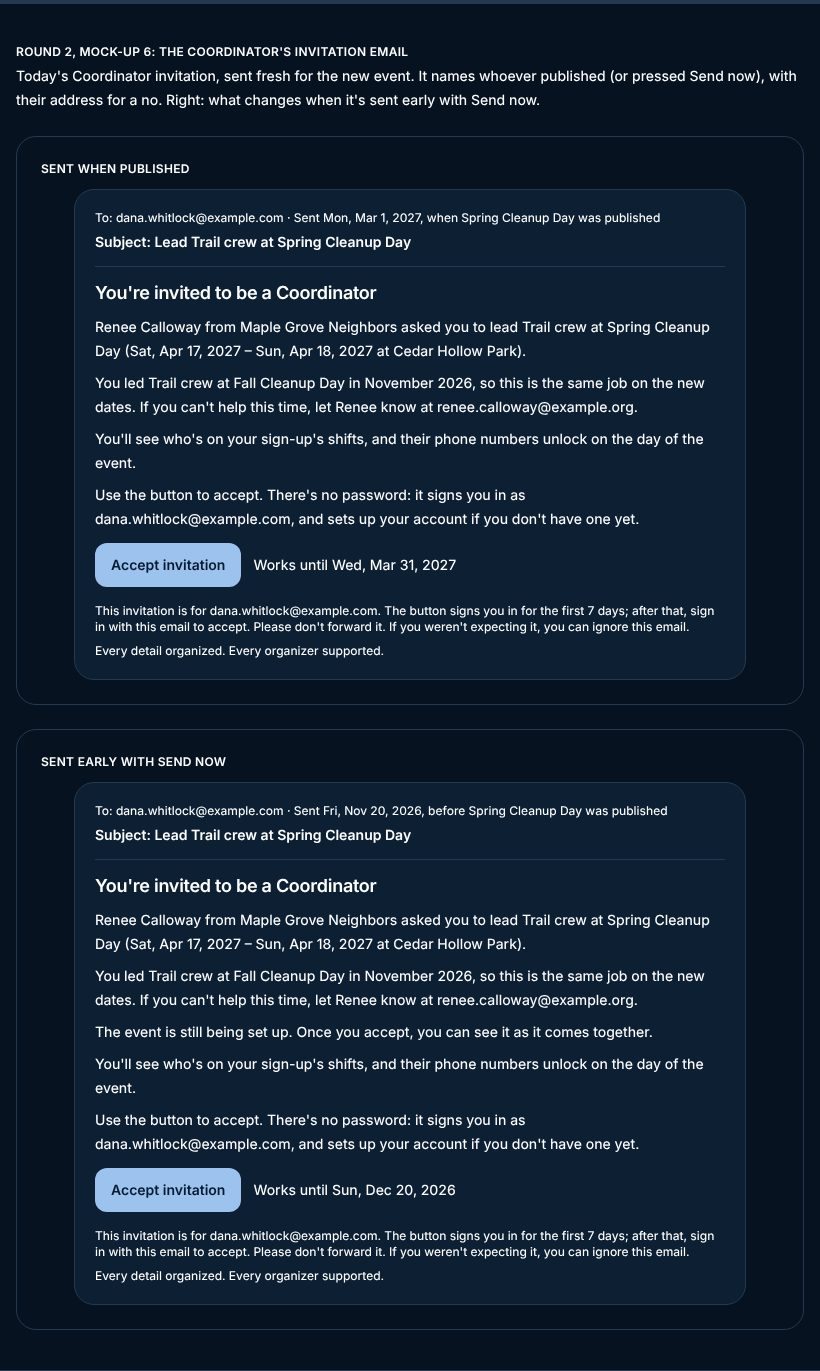 ROUND 2, MOCK-UP 6: THE COORDINATOR'S INVITATION EMAIL
Today's Coordinator invitation, sent fresh for the new event. It names whoever published (or pressed Send now), with
their address for a no. Right: what changes when it's sent early with Send now.
SENT WHEN PUBLISHED
To: dana.whitlock@example.com · Sent Mon, Mar 1, 2027, when Spring Cleanup Day was published
Subject: Lead Trail crew at Spring Cleanup Day
You're invited to be a Coordinator
Renee Calloway from Maple Grove Neighbors asked you to lead Trail crew at Spring Cleanup
Day (Sat, Apr 17, 2027 – Sun, Apr 18, 2027 at Cedar Hollow Park).
You led Trail crew at Fall Cleanup Day in November 2026, so this is the same job on the new
dates. If you can't help this time, let Renee know at renee.calloway@example.org.
You'll see who's on your sign-up's shifts, and their phone numbers unlock on the day of the
event.
Use the button to accept. There's no password: it signs you in as
dana.whitlock@example.com, and sets up your account if you don't have one yet.
Accept invitation Works until Wed, Mar 31, 2027
This invitation is for dana.whitlock@example.com. The button signs you in for the first 7 days; after that, sign
in with this email to accept. Please don't forward it. If you weren't expecting it, you can ignore this email.
Every detail organized. Every organizer supported.
SENT EARLY WITH SEND NOW
To: dana.whitlock@example.com · Sent Fri, Nov 20, 2026, before Spring Cleanup Day was published
Subject: Lead Trail crew at Spring Cleanup Day
You're invited to be a Coordinator
Renee Calloway from Maple Grove Neighbors asked you to lead Trail crew at Spring Cleanup
Day (Sat, Apr 17, 2027 – Sun, Apr 18, 2027 at Cedar Hollow Park).
You led Trail crew at Fall Cleanup Day in November 2026, so this is the same job on the new
dates. If you can't help this time, let Renee know at renee.calloway@example.org.
The event is still being set up. Once you accept, you can see it as it comes together.
You'll see who's on your sign-up's shifts, and their phone numbers unlock on the day of the
event.
Use the button to accept. There's no password: it signs you in as
dana.whitlock@example.com, and sets up your account if you don't have one yet.
Accept invitation Works until Sun, Dec 20, 2026
This invitation is for dana.whitlock@example.com. The button signs you in for the first 7 days; after that, sign
in with this email to accept. Please don't forward it. If you weren't expecting it, you can ignore this email.
Every detail organized. Every organizer supported.